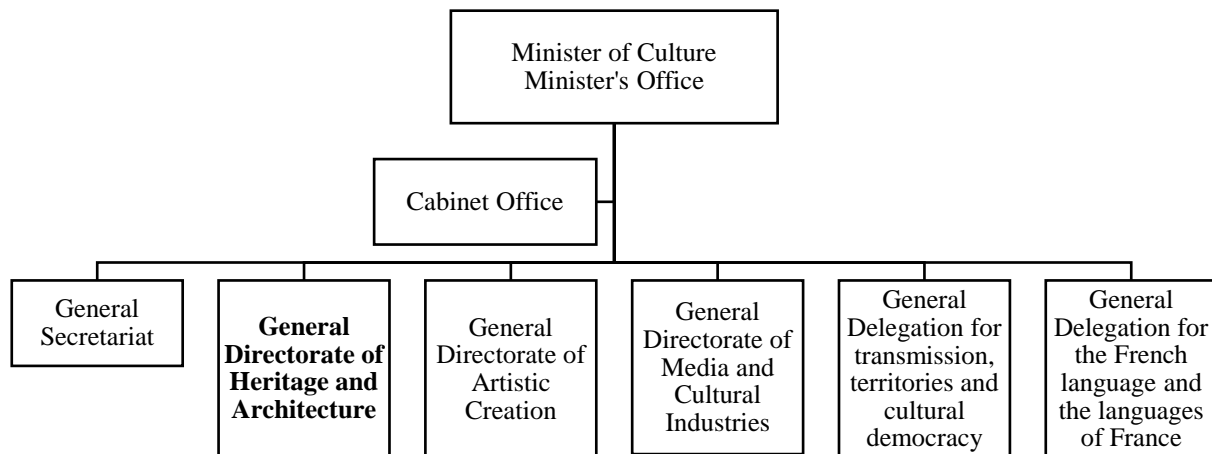 Minister of Culture
Minister's Office
Cabinet Office
General
Secretariat
General
Directorate of
Heritage and
Architecture
General
Directorate of
Artistic
Creation
General
Directorate of
Media and
Cultural
Industries
General
Delegation for
transmission,
territories and
cultural
democracy
General
Delegation for
the French
language and
the languages
of France